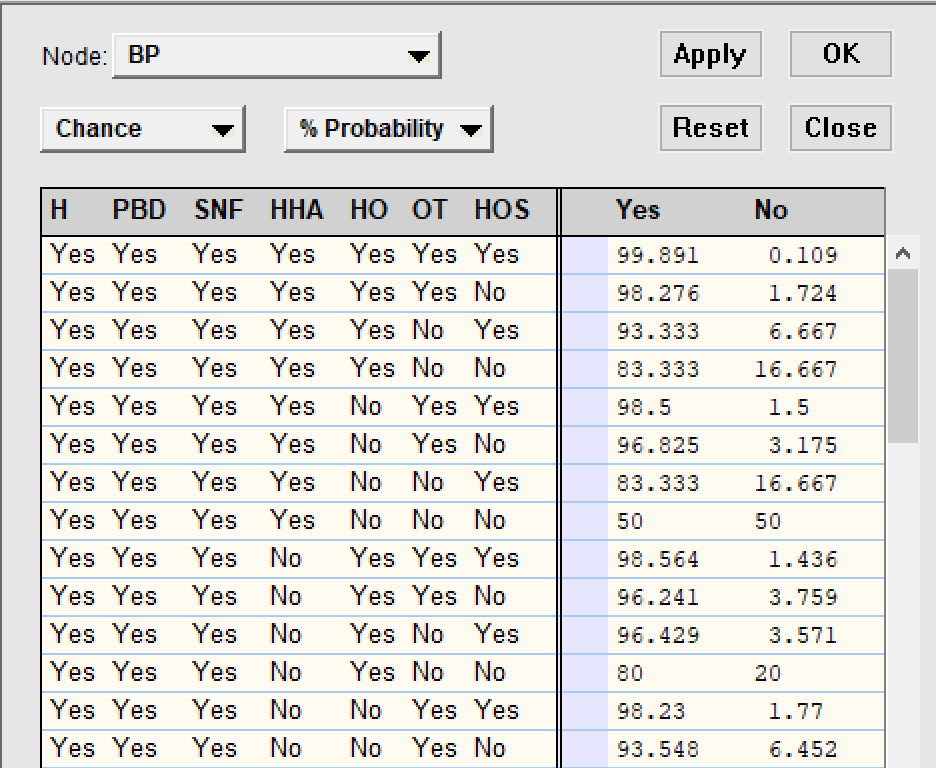 Node: BP Apply OK
Chance % Probability Reset Close
H PBD SNF HHA HO OT HOS Yes No
Yes Yes Yes Yes Yes Yes Yes 99.891 0.109
Yes Yes Yes Yes Yes Yes No 98.276 1.724
Yes Yes Yes Yes Yes No Yes 93.333 6.667
Yes Yes Yes Yes Yes No No 83.333 16.667
Yes Yes Yes Yes No Yes Yes 98.5 1.5
Yes Yes Yes Yes No Yes No 96.825 3.175
Yes Yes Yes Yes No No Yes 83.333 16.667
Yes Yes Yes Yes No No No 50 50
Yes Yes Yes No Yes Yes Yes 98.564 1.436
Yes Yes Yes No Yes Yes No 96.241 3.759
Yes Yes Yes No Yes No Yes 96.429 3.571
Yes Yes Yes No Yes No No 80 20
Yes Yes Yes No No Yes Yes 98.23 1.77
Yes Yes Yes No No Yes No 93.548 6.452